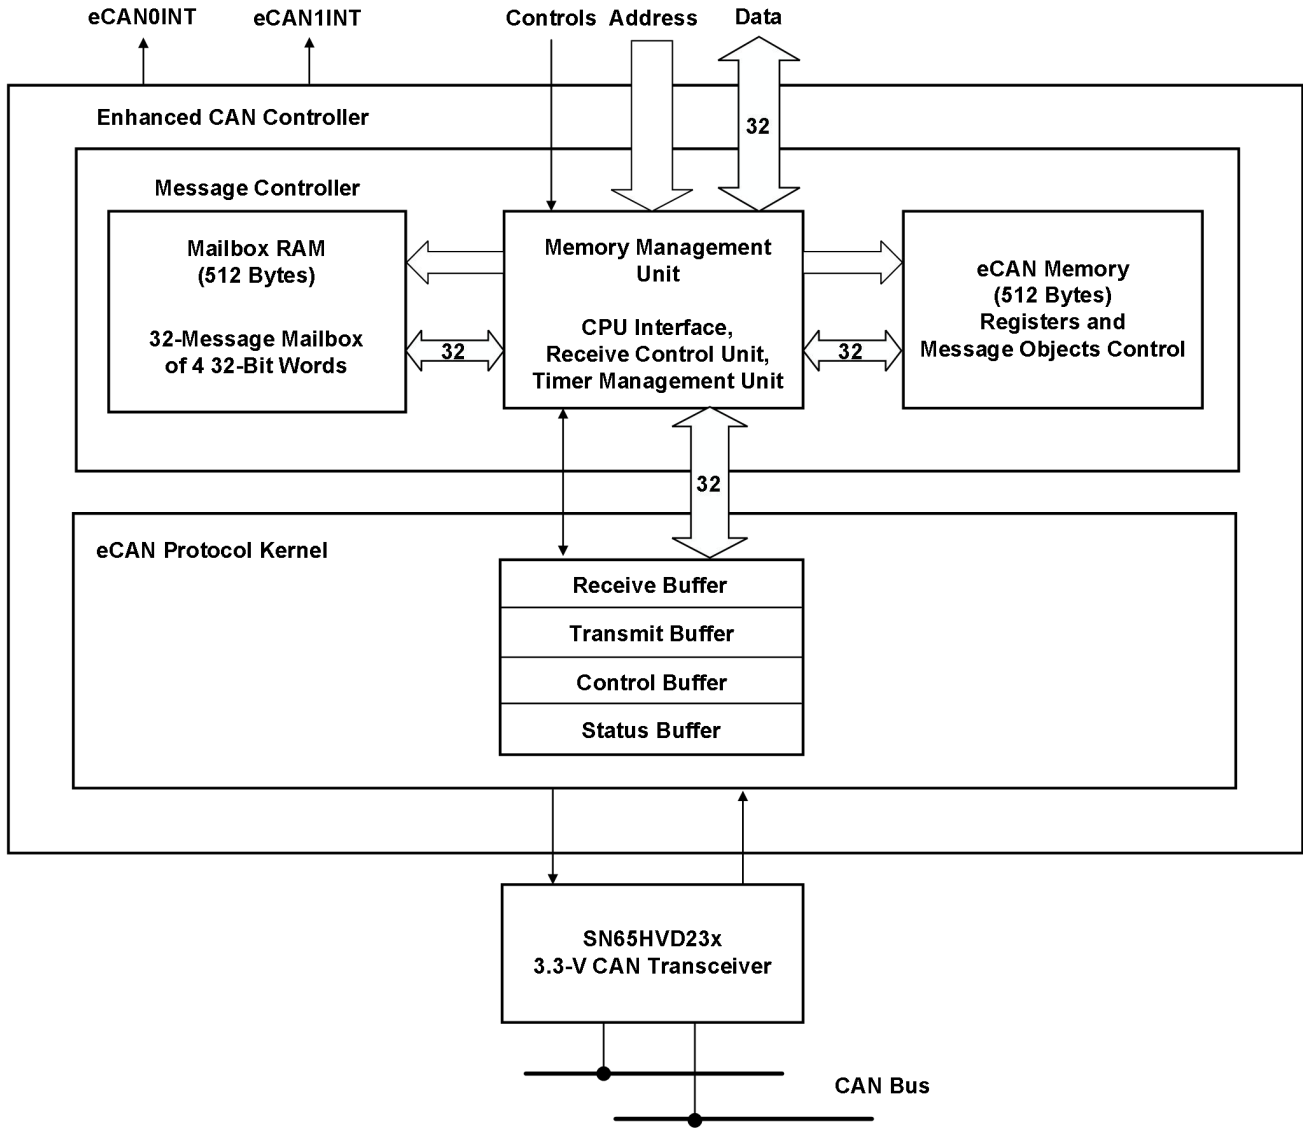 eCAN0INT
eCAN1INT
Controls
Address
Data
32
Enhanced CAN Controller
Message Controller
Mailbox RAM
(512 Bytes)
32-Message Mailbox
of 4 32-Bit Words
32
Memory Management
Unit
CPU Interface,
Receive Control Unit,
Timer Management Unit
32
eCAN Memory
(512 Bytes)
Registers and
Message Objects Control
32
eCAN Protocol Kernel
Receive Buffer
Transmit Buffer
Control Buffer
Status Buffer
SN65HVD23x
3.3-V CAN Transceiver
CAN Bus